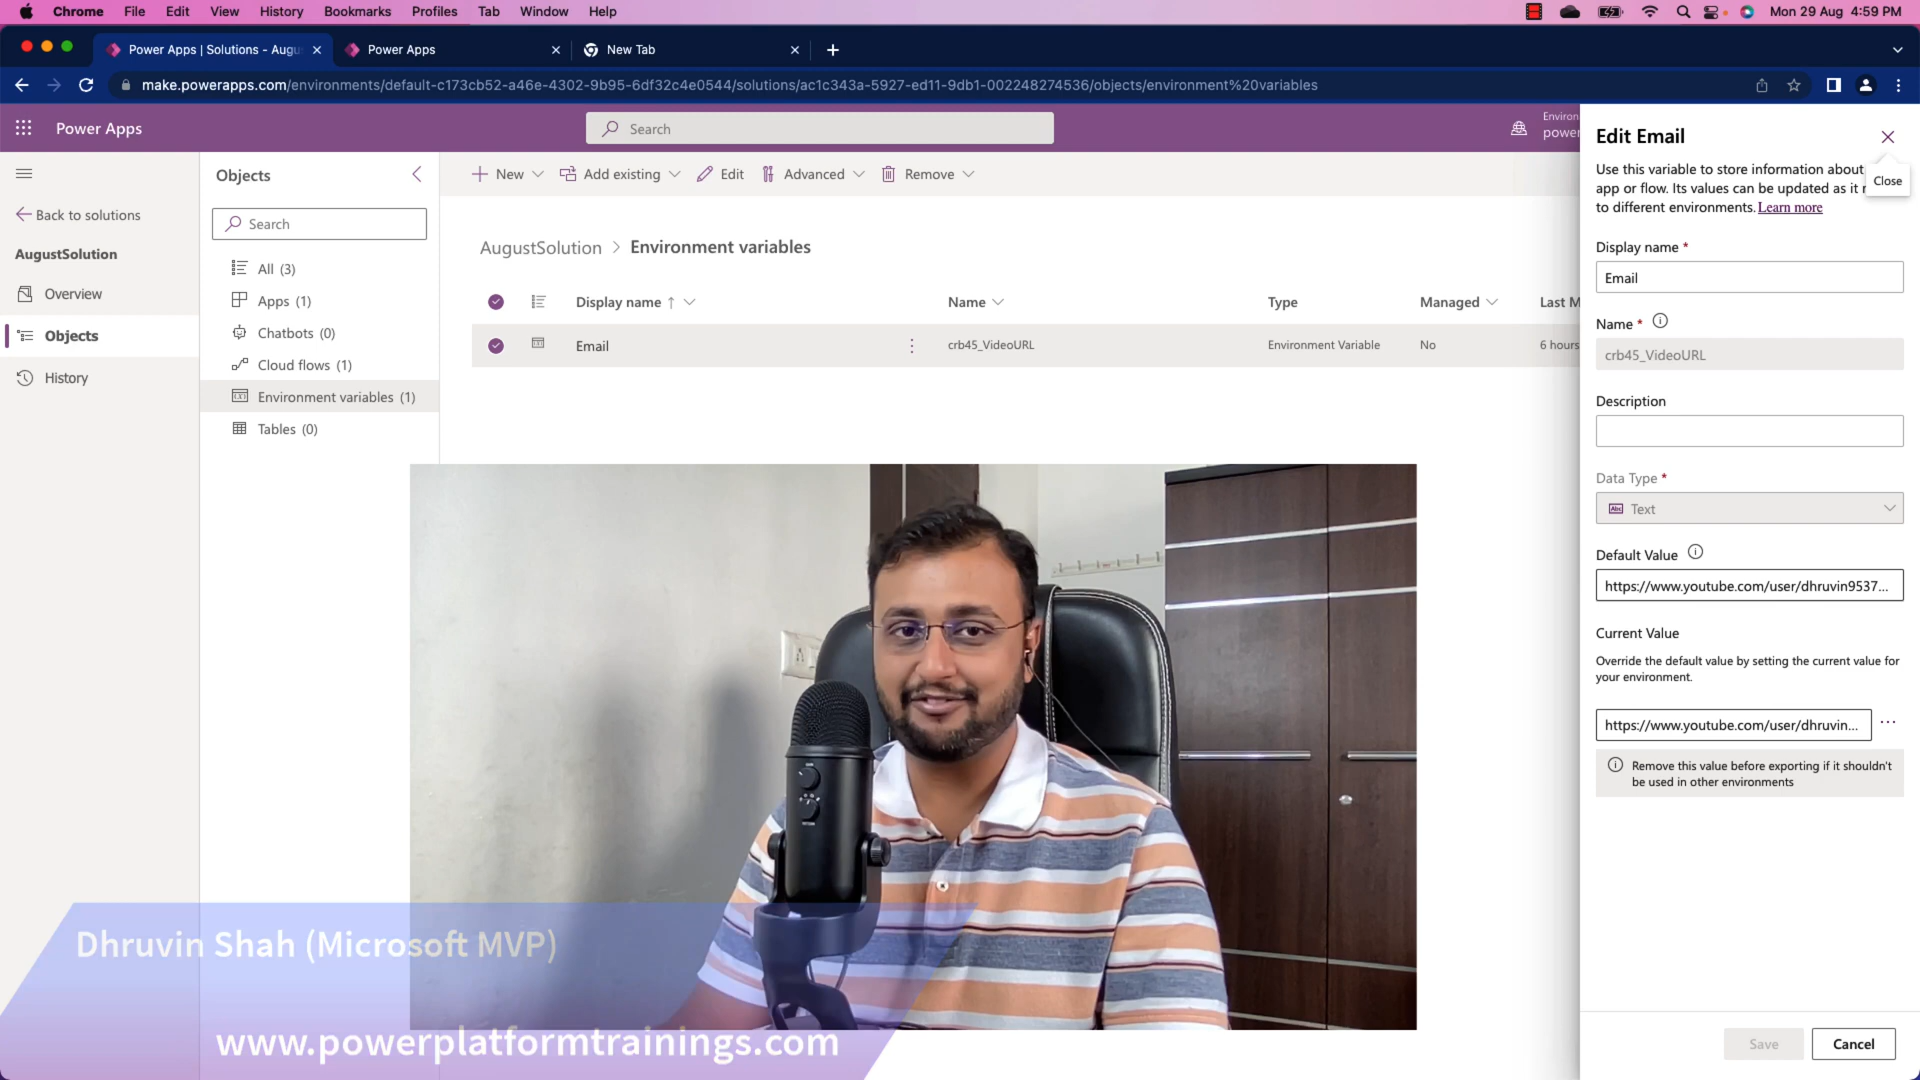 Chrome File Edit View History Bookmarks Profiles Tab Window Help Mon 29 Aug 4:59 PM
Power Apps | Solutions - Augu
Power Apps
New Tab
make.powerapps.com/environments/default-c173cb52-a46e-4302-9b95-6df32c4e0544/solutions/ac1c343a-5927-ed11-9db1-002248274536/objects/environment%20variables
Power Apps
Search
Environ
power
Back to solutions
AugustSolution
Overview
Objects
History
Objects
Search
All (3)
Apps (1)
Chatbots (0)
Cloud flows (1)
Environment variables (1)
Tables (0)
New Add existing Edit Advanced Remove
AugustSolution > Environment variables
Display name ↑ Name Type Managed Last M
Email crb45_VideoURL Environment Variable No 6 hours
Edit Email
Close
Use this variable to store information about
app or flow. Its values can be updated as it
to different environments. Learn more
Display name *
Email
Name *
crb45_VideoURL
Description
Data Type *
Abc Text
Default Value
https://www.youtube.com/user/dhruvin9537...
Current Value
Override the default value by setting the current value for
your environment.
https://www.youtube.com/user/dhruvin...
Remove this value before exporting if it shouldn't
be used in other environments
Save Cancel
Dhruvin Shah (Microsoft MVP)
www.powerplatformtrainings.com